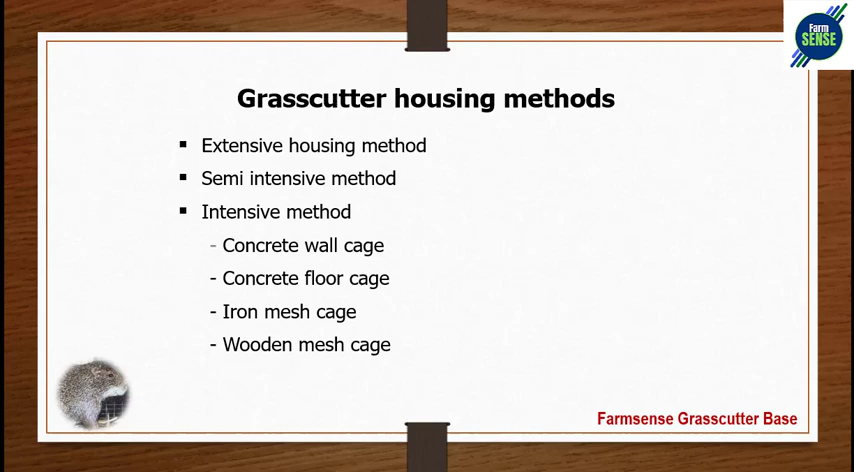 Farm
SENSE
Grasscutter housing methods
▪ Extensive housing method
▪ Semi intensive method
▪ Intensive method
- Concrete wall cage
- Concrete floor cage
- Iron mesh cage
- Wooden mesh cage
Farmsense Grasscutter Base